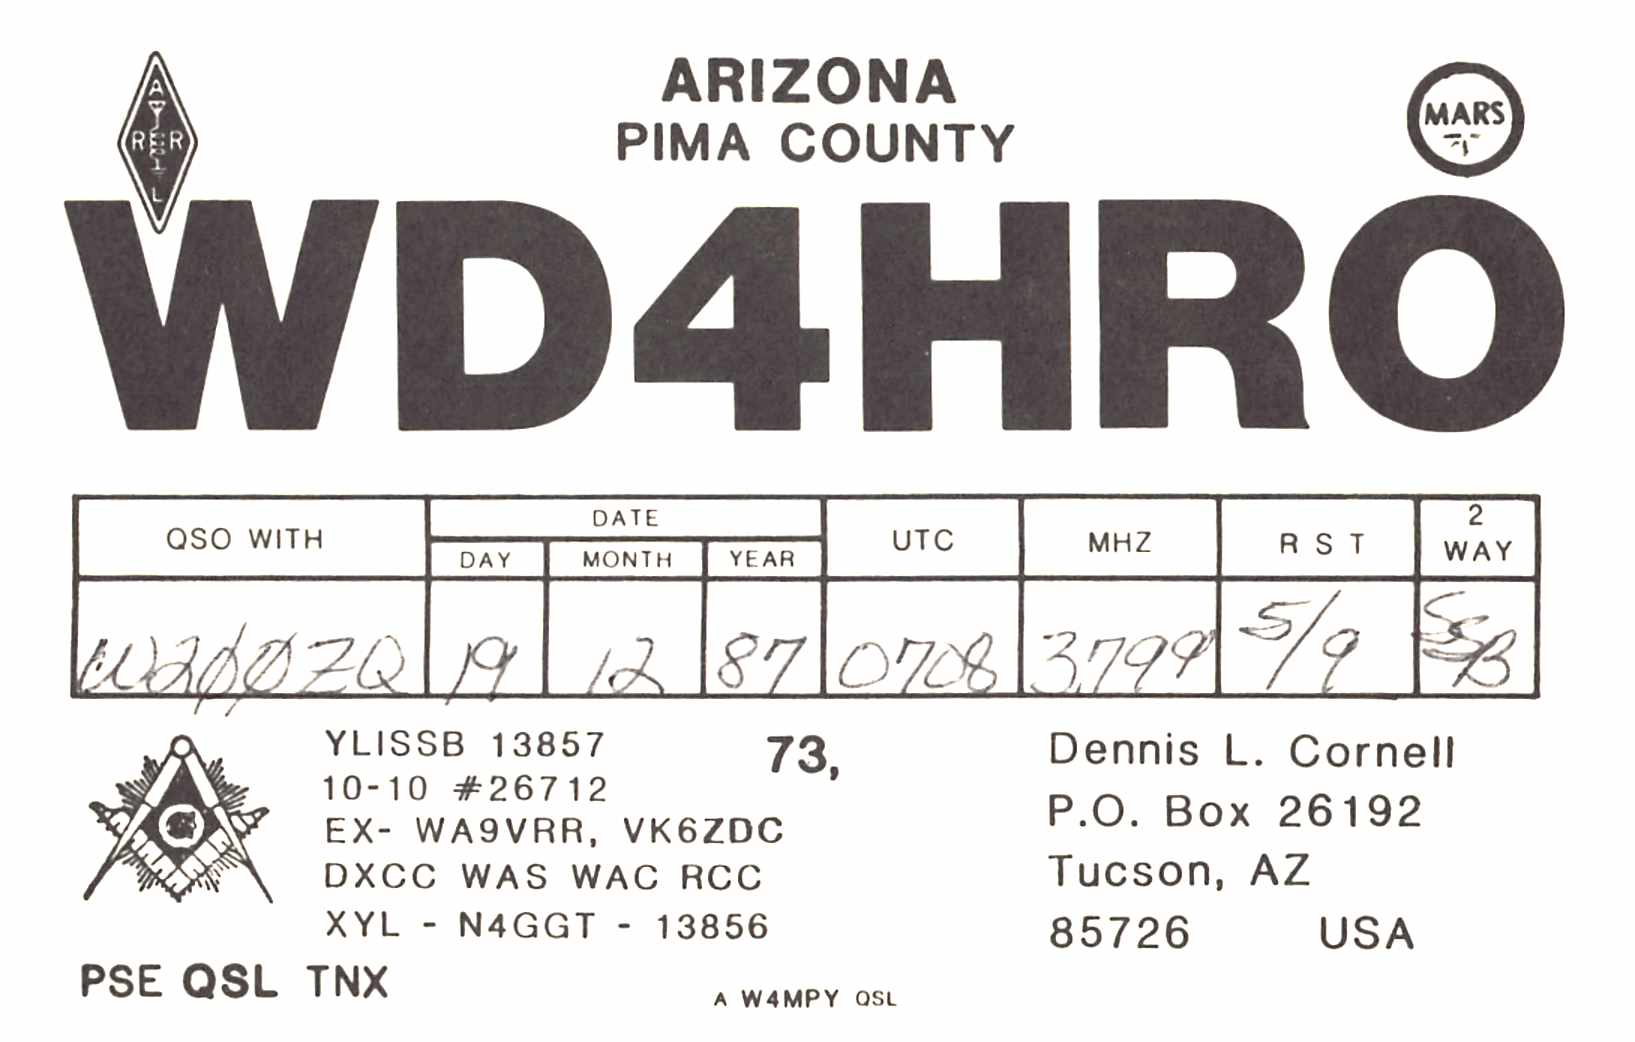 ARRL
ARIZONA
MARS
PIMA COUNTY
WD4HRO
QSO WITH DATE UTC MHZ R S T 2 WAY
DAY MONTH YEAR
W2ØØZQ 19 12 87 0708 3.799 5/9 SSB
YLISSB 13857
10-10 #26712
EX- WA9VRR, VK6ZDC
DXCC WAS WAC RCC
XYL - N4GGT - 13856
73,
Dennis L. Cornell
P.O. Box 26192
Tucson, AZ
85726 USA
PSE QSL TNX
A W4MPY QSL